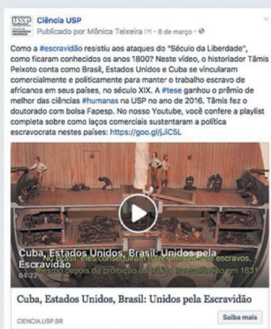 Ciência USP
Publicado por Mônica Teixeira [?] · 8 de março ·
Como a #escravidão resistiu aos ataques do "Século da Liberdade",
como ficaram conhecidos os anos 1800? Neste vídeo, o historiador Tâmis
Peixoto conta como Brasil, Estados Unidos e Cuba se vincularam
comercialmente e politicamente para manter o trabalho escravo de
africanos em seus países, no século XIX. A #tese ganhou o prêmio de
melhor das ciências #humanas na USP no ano de 2016. Tâmis fez o
doutorado com bolsa Fapesp. No nosso Youtube, você confere a playlist
completa sobre como laços comerciais sustentaram a política
escravocrata nestes países: https://goo.gl/jJiC5L
Cuba, Estados Unidos, Brasil: Unidos pela
Escravidão
04:22
Cuba, Estados Unidos, Brasil: Unidos pela Escravidão
CIENCIA.USP.BR
Saiba mais